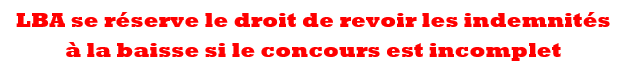 LBA se réserve le droit de revoir les indemnités
à la baisse si le concours est incomplet